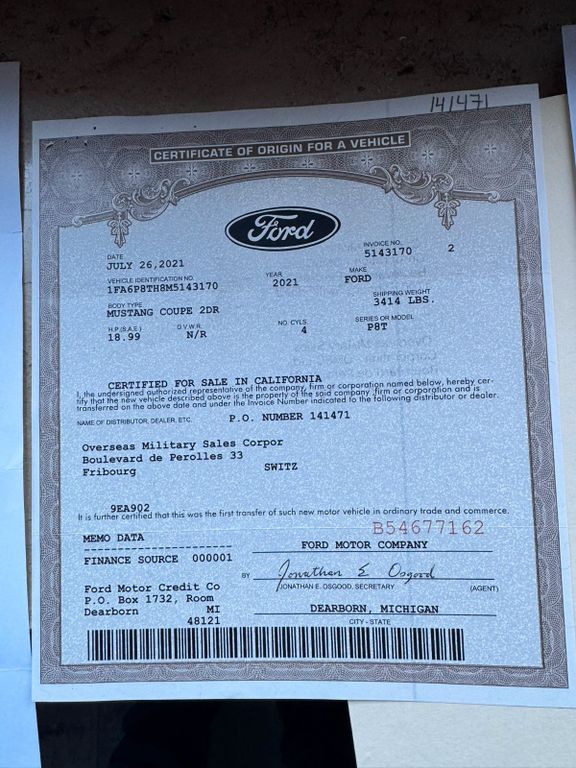 141471
CERTIFICATE OF ORIGIN FOR A VEHICLE
Ford
DATE
JULY 26,2021
INVOICE NO.
5143170 2
VEHICLE IDENTIFICATION NO.
1FA6P8TH8M5143170
YEAR
2021
MAKE
FORD
BODY TYPE
MUSTANG COUPE 2DR
SHIPPING WEIGHT
3414 LBS.
H.P. (S.A.E.)
18.99
G.V.W.R.
N/R
NO. CYLS.
4
SERIES OR MODEL
P8T
CERTIFIED FOR SALE IN CALIFORNIA
I, the undersigned authorized representative of the company, firm or corporation named below, hereby cer-
tify that the new vehicle described above is the property of the said company, firm or corporation and is
transferred on the above date and under the Invoice Number indicated to the following distributor or dealer.
NAME OF DISTRIBUTOR, DEALER, ETC. P.O. NUMBER 141471
Overseas Military Sales Corpor
Boulevard de Perolles 33
Fribourg SWITZ
9EA902
It is further certified that this was the first transfer of such new motor vehicle in ordinary trade and commerce.
B54677162
MEMO DATA
FORD MOTOR COMPANY
FINANCE SOURCE 000001
BY Jonathan E Osgood
JONATHAN E. OSGOOD, SECRETARY (AGENT)
Ford Motor Credit Co
P.O. Box 1732, Room
Dearborn MI
48121
DEARBORN, MICHIGAN
CITY - STATE